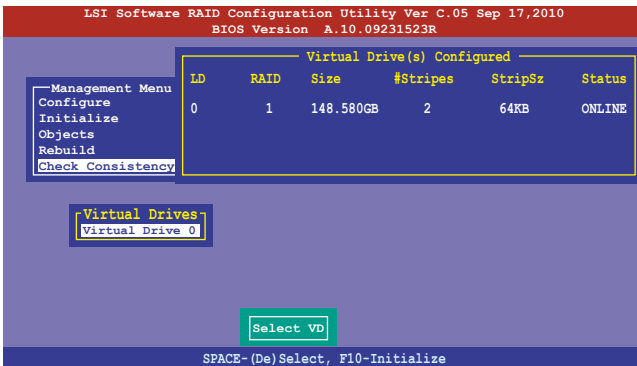 LSI Software RAID Configuration Utility Ver C.05 Sep 17,2010
BIOS Version A.10.09231523R
Virtual Drive(s) Configured
LD RAID Size #Stripes StripSz Status
0 1 148.580GB 2 64KB ONLINE
Management Menu
Configure
Initialize
Objects
Rebuild
Check Consistency
Virtual Drives
Virtual Drive 0
Select VD
SPACE-(De)Select, F10-Initialize